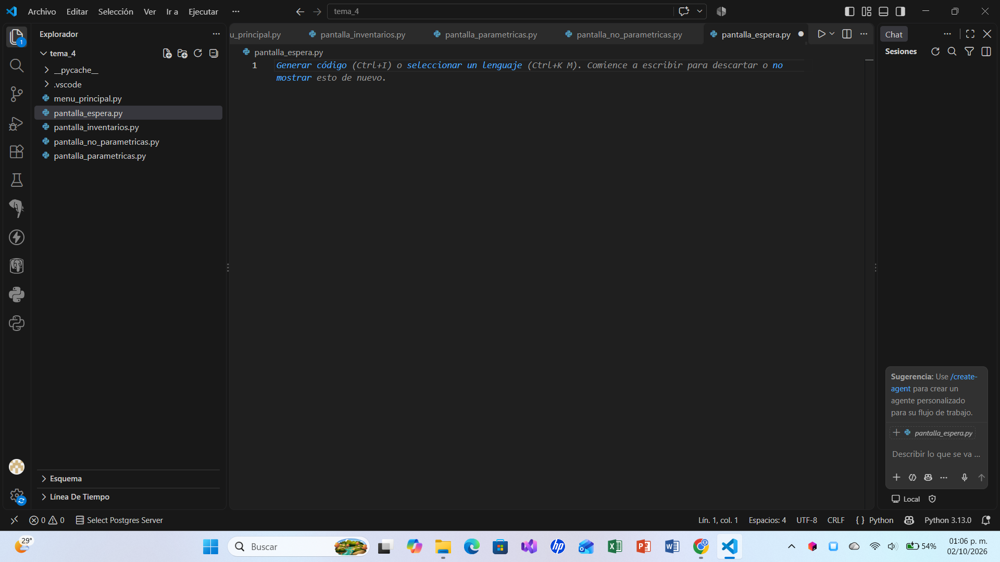 Archivo Editar Selección Ver Ir a Ejecutar ···
tema_4
Explorador
tema_4
__pycache__
.vscode
menu_principal.py
pantalla_espera.py
pantalla_inventarios.py
pantalla_no_parametricas.py
pantalla_parametricas.py
Esquema
Línea De Tiempo
u_principal.py pantalla_inventarios.py pantalla_parametricas.py pantalla_no_parametricas.py pantalla_espera.py
pantalla_espera.py
1 Generar código (Ctrl+I) o seleccionar un lenguaje (Ctrl+K M). Comience a escribir para descartar o no
mostrar esto de nuevo.
Chat
Sesiones
Sugerencia: Use /create-
agent para crear un
agente personalizado
para su flujo de trabajo.
pantalla_espera.py
Describir lo que se va ...
Local
1
0 0 Select Postgres Server
Lín. 1, col. 1 Espacios: 4 UTF-8 CRLF { } Python Python 3.13.0
29°
Buscar
54%
01:06 p. m.
02/10/2026